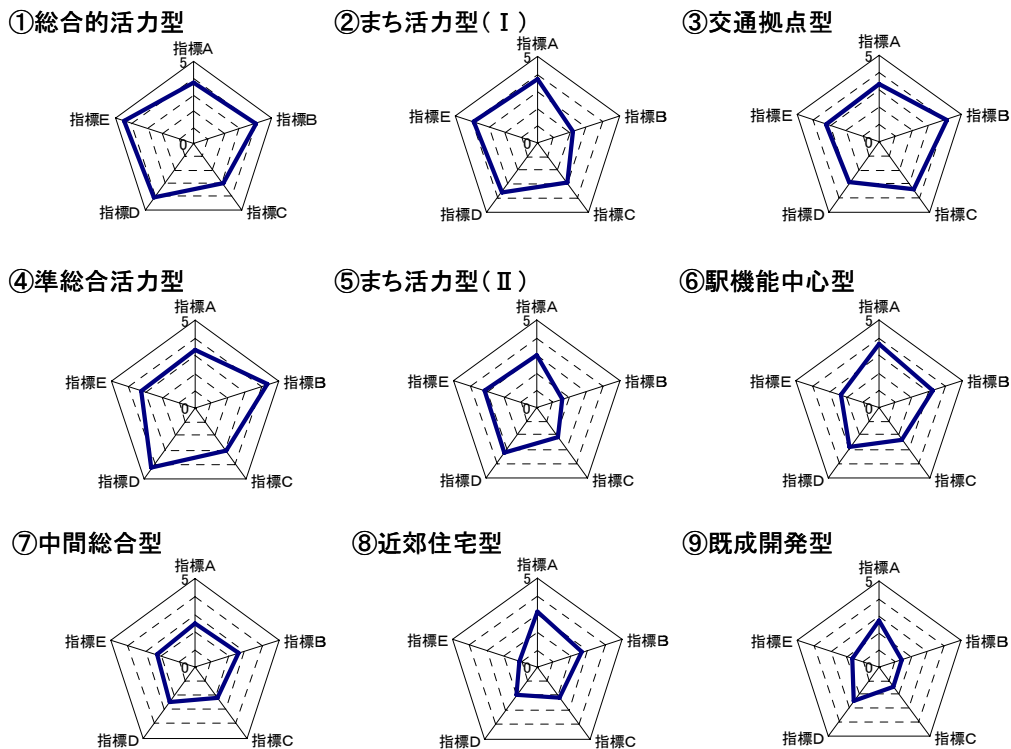 ①総合的活力型
指標A
5
指標E
指標B
0
指標D
指標C
②まち活力型(Ⅰ)
指標A
5
指標E
指標B
0
指標D
指標C
③交通拠点型
指標A
5
指標E
指標B
0
指標D
指標C
④準総合活力型
指標A
5
指標E
指標B
0
指標D
指標C
⑤まち活力型(Ⅱ)
指標A
5
指標E
指標B
0
指標D
指標C
⑥駅機能中心型
指標A
5
指標E
指標B
0
指標D
指標C
⑦中間総合型
指標A
5
指標E
指標B
0
指標D
指標C
⑧近郊住宅型
指標A
5
指標E
指標B
0
指標D
指標C
⑨既成開発型
指標A
5
指標E
指標B
0
指標D
指標C